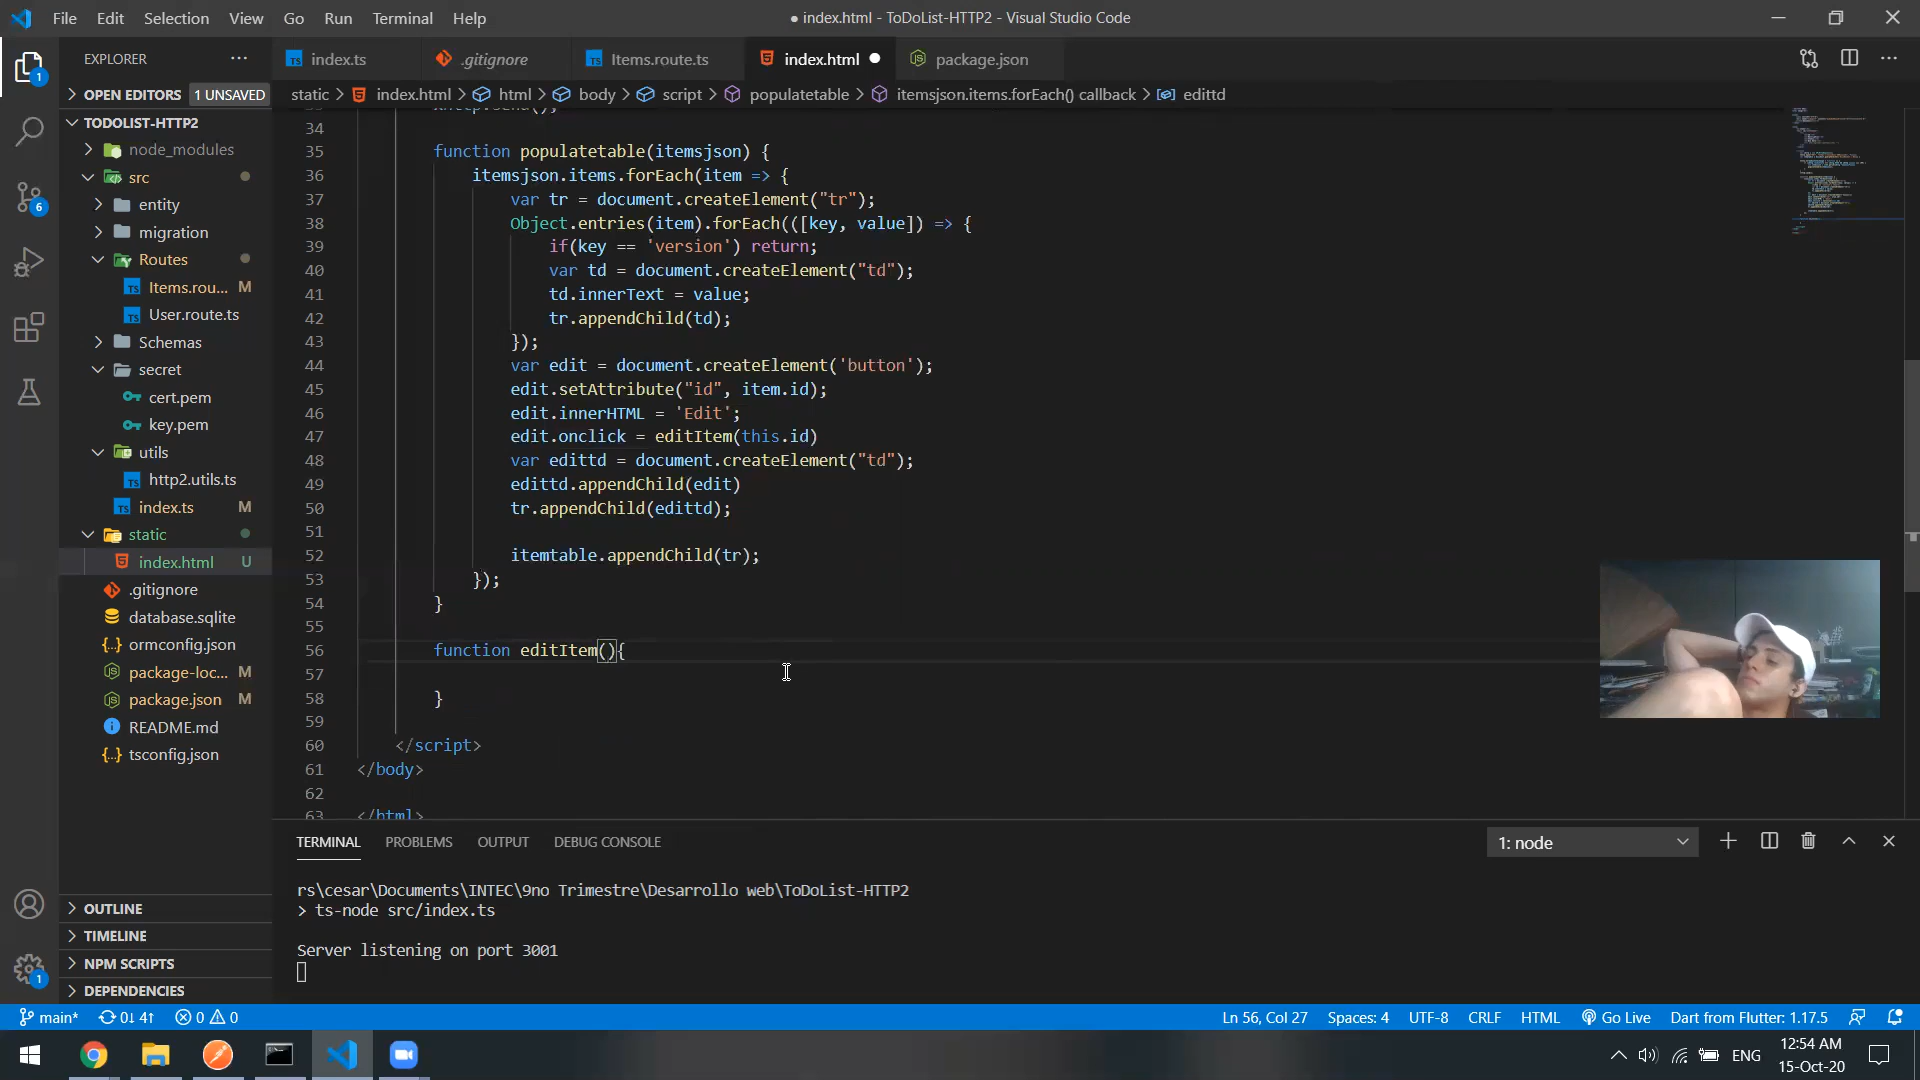 File Edit Selection View Go Run Terminal Help
● index.html - ToDoList-HTTP2 - Visual Studio Code
EXPLORER
index.ts
.gitignore
Items.route.ts
index.html
package.json
OPEN EDITORS 1 UNSAVED
static > index.html > html > body > script > populatetable > itemsjson.items.forEach() callback > edittd
TODOLIST-HTTP2
node_modules
src
entity
migration
Routes
Items.rou... M
User.route.ts
Schemas
secret
cert.pem
key.pem
utils
http2.utils.ts
index.ts M
static
index.html U
.gitignore
database.sqlite
ormconfig.json
package-loc... M
package.json M
README.md
tsconfig.json
OUTLINE
TIMELINE
NPM SCRIPTS
DEPENDENCIES
34
35 function populatetable(itemsjson) {
36 itemsjson.items.forEach(item => {
37 var tr = document.createElement("tr");
38 Object.entries(item).forEach(([key, value]) => {
39 if(key == 'version') return;
40 var td = document.createElement("td");
41 td.innerText = value;
42 tr.appendChild(td);
43 });
44 var edit = document.createElement('button');
45 edit.setAttribute("id", item.id);
46 edit.innerHTML = 'Edit';
47 edit.onclick = editItem(this.id)
48 var edittd = document.createElement("td");
49 edittd.appendChild(edit)
50 tr.appendChild(edittd);
51
52 itemtable.appendChild(tr);
53 });
54 }
55
56 function editItem(){
57
58 }
59
60 </script>
61 </body>
62
63 </html>
TERMINAL PROBLEMS OUTPUT DEBUG CONSOLE
1: node
rs\cesar\Documents\INTEC\9no Trimestre\Desarrollo web\ToDoList-HTTP2
> ts-node src/index.ts
Server listening on port 3001
main* 0↓ 4↑ 0 0
Ln 56, Col 27 Spaces: 4 UTF-8 CRLF HTML Go Live Dart from Flutter: 1.17.5
ENG
12:54 AM
15-Oct-20